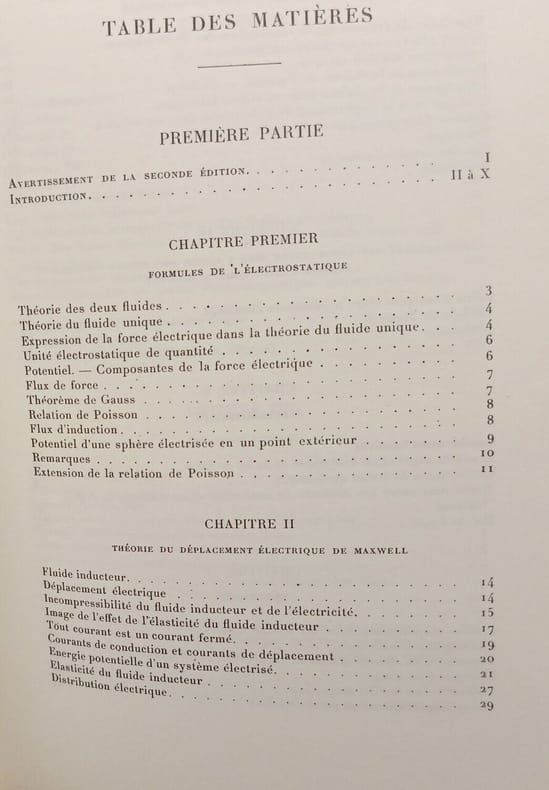 TABLE DES MATIÈRES
PREMIÈRE PARTIE
AVERTISSEMENT DE LA SECONDE ÉDITION. . . . . . . . . . . . I
INTRODUCTION. . . . . . . . . . . . . . . . . . . . . . . . II à X
CHAPITRE PREMIER
FORMULES DE L'ÉLECTROSTATIQUE
Théorie des deux fluides . . . . . . . . . . . . . . . . . 3
Théorie du fluide unique . . . . . . . . . . . . . . . . . 4
Expression de la force électrique dans la théorie du fluide unique. . . 4
Unité électrostatique de quantité . . . . . . . . . . . . . 6
Potentiel. — Composantes de la force électrique . . . . . . . 6
Flux de force . . . . . . . . . . . . . . . . . . . . . . 7
Théorème de Gauss . . . . . . . . . . . . . . . . . . . . 7
Relation de Poisson . . . . . . . . . . . . . . . . . . . 8
Flux d'induction . . . . . . . . . . . . . . . . . . . . . 8
Potentiel d'une sphère électrisée en un point extérieur . . . . . . . 9
Remarques . . . . . . . . . . . . . . . . . . . . . . . . 10
Extension de la relation de Poisson . . . . . . . . . . . . . 11
CHAPITRE II
THÉORIE DU DÉPLACEMENT ÉLECTRIQUE DE MAXWELL
Fluide inducteur. . . . . . . . . . . . . . . . . . . . . . 14
Déplacement électrique . . . . . . . . . . . . . . . . . . 14
Incompressibilité du fluide inducteur et de l'électricité. . . . . . . 15
Image de l'effet de l'élasticité du fluide inducteur . . . . . . . . 17
Tout courant est un courant fermé. . . . . . . . . . . . . . 19
Courants de conduction et courants de déplacement . . . . . . . 20
Energie potentielle d'un système électrisé. . . . . . . . . . . 21
Elasticité du fluide inducteur . . . . . . . . . . . . . . . . 27
Distribution électrique. . . . . . . . . . . . . . . . . . . 29